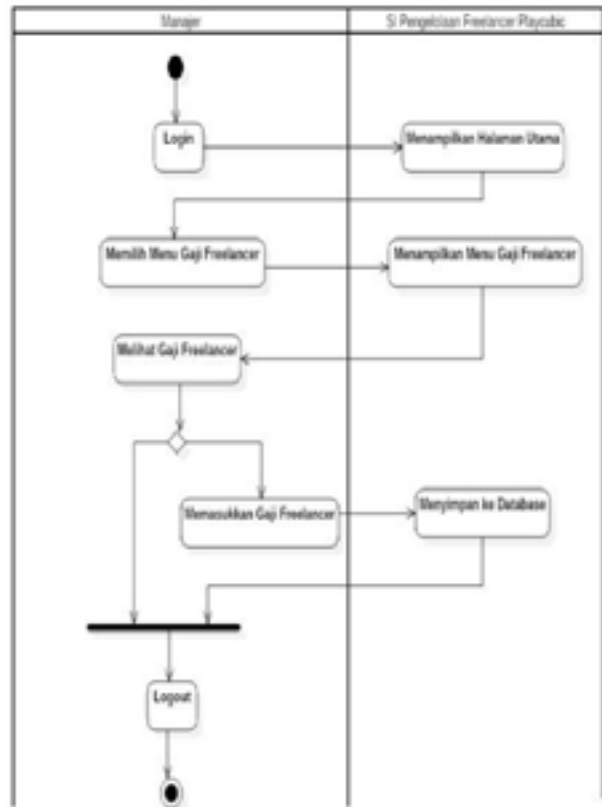 Manajer
SI Pengelolaan Freelancer Playcubic
Login
Menampilkan Halaman Utama
Memilih Menu Gaji Freelancer
Menampilkan Menu Gaji Freelancer
Melihat Gaji Freelancer
Memasukkan Gaji Freelancer
Menyimpan ke Database
Logout